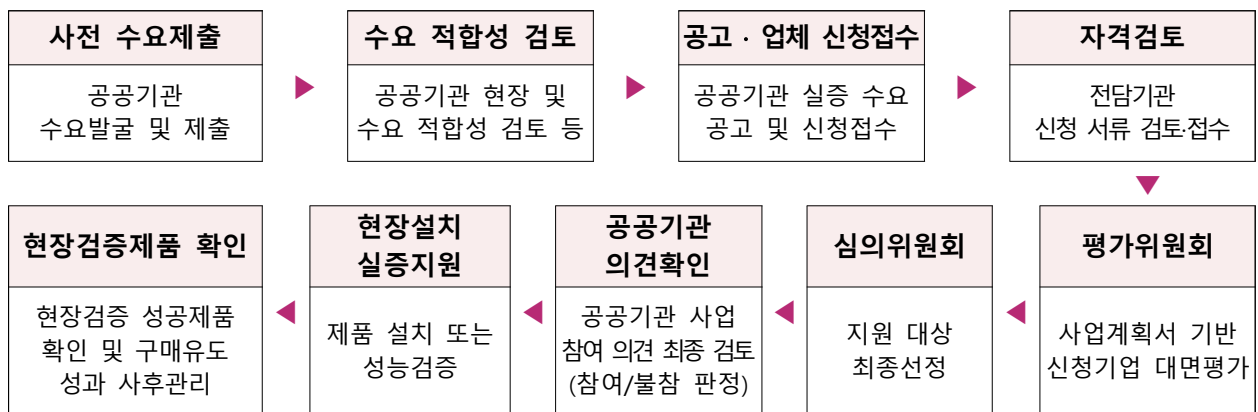 사전 수요제출
공공기관
수요발굴 및 제출
수요 적합성 검토
공공기관 현장 및
수요 적합성 검토 등
공고 · 업체 신청접수
공공기관 실증 수요
공고 및 신청접수
자격검토
전담기관
신청 서류 검토·접수
평가위원회
사업계획서 기반
신청기업 대면평가
심의위원회
지원 대상
최종선정
공공기관
의견확인
공공기관 사업
참여 의견 최종 검토
(참여/불참 판정)
현장설치
실증지원
제품 설치 또는
성능검증
현장검증제품 확인
현장검증 성공제품
확인 및 구매유도
성과 사후관리